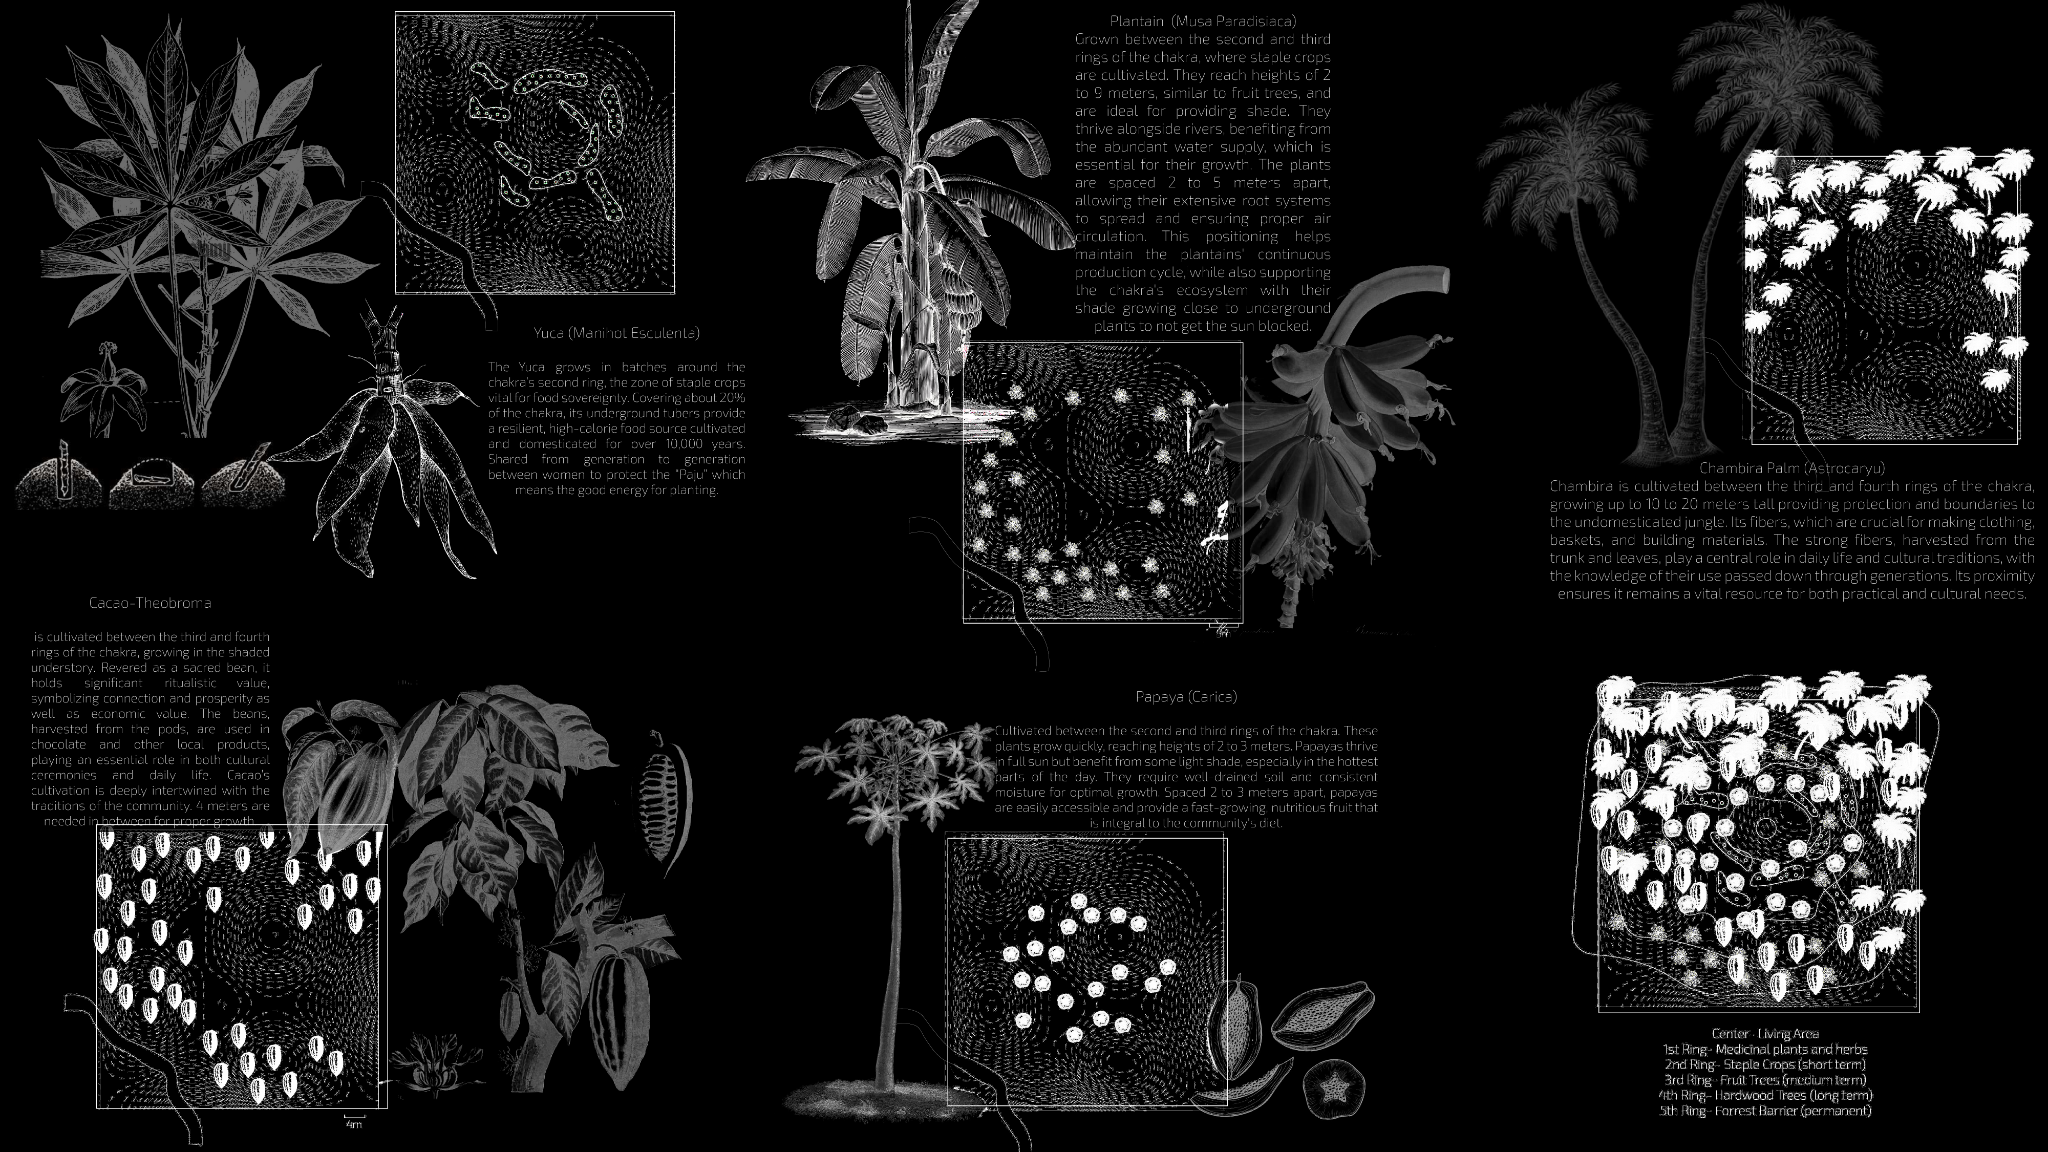 Yuca (Manihot Esculenta)
The Yuca grows in batches around the
chakra's second ring, the zone of staple crops
vital for food sovereignty. Covering about 20%
of the chakra, its underground tubers provide
a resilient, high-calorie food source cultivated
and domesticated for over 10,000 years.
Shared from generation to generation
between women to protect the "Paju" which
means the good energy for planting.
Plantain (Musa Paradisiaca)
Grown between the second and third
rings of the chakra, where staple crops
are cultivated. They reach heights of 2
to 9 meters, similar to fruit trees, and
are ideal for providing shade. They
thrive alongside rivers, benefiting from
the abundant water supply, which is
essential for their growth. The plants
are spaced 2 to 5 meters apart,
allowing their extensive root systems
to spread and ensuring proper air
circulation. This positioning helps
maintain the plantains' continuous
production cycle, while also supporting
the chakra's ecosystem with their
shade growing close to underground
plants to not get the sun blocked.
Chambira Palm (Astrocaryu)
Chambira is cultivated between the third and fourth rings of the chakra,
growing up to 10 to 20 meters tall providing protection and boundaries to
the undomesticated jungle. Its fibers, which are crucial for making clothing,
baskets, and building materials. The strong fibers, harvested from the
trunk and leaves, play a central role in daily life and cultural traditions, with
the knowledge of their use passed down through generations. Its proximity
ensures it remains a vital resource for both practical and cultural needs.
Cacao-Theobroma
is cultivated between the third and fourth
rings of the chakra, growing in the shaded
understory. Revered as a sacred bean, it
holds significant ritualistic value,
symbolizing connection and prosperity as
well as economic value. The beans,
harvested from the pods, are used in
chocolate and other local products,
playing an essential role in both cultural
ceremonies and daily life. Cacao's
cultivation is deeply intertwined with the
traditions of the community. 4 meters are
needed in between for proper growth.
4m
Papaya (Carica)
Cultivated between the second and third rings of the chakra. These
plants grow quickly, reaching heights of 2 to 3 meters. Papayas thrive
in full sun but benefit from some light shade, especially in the hottest
parts of the day. They require well drained soil and consistent
moisture for optimal growth. Spaced 2 to 3 meters apart, papayas
are easily accessible and provide a fast-growing, nutritious fruit that
is integral to the community's diet.
Center - Living Area
1st Ring- Medicinal plants and herbs
2nd Ring- Staple Crops (short term)
3rd Ring- Fruit Trees (medium term)
4th Ring- Hardwood Trees (long term)
5th Ring- Forrest Barrier (permanent)